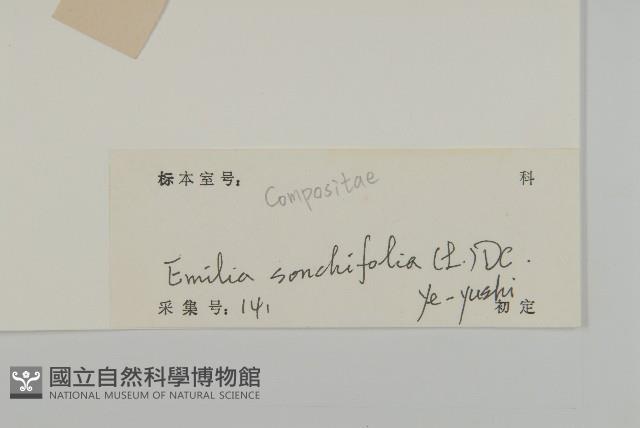 标本室号：
Compositae 科
Emilia sonchifolia (L.) DC.
ye-yushi
采集号：141 初定
國立自然科學博物館
NATIONAL MUSEUM OF NATURAL SCIENCE